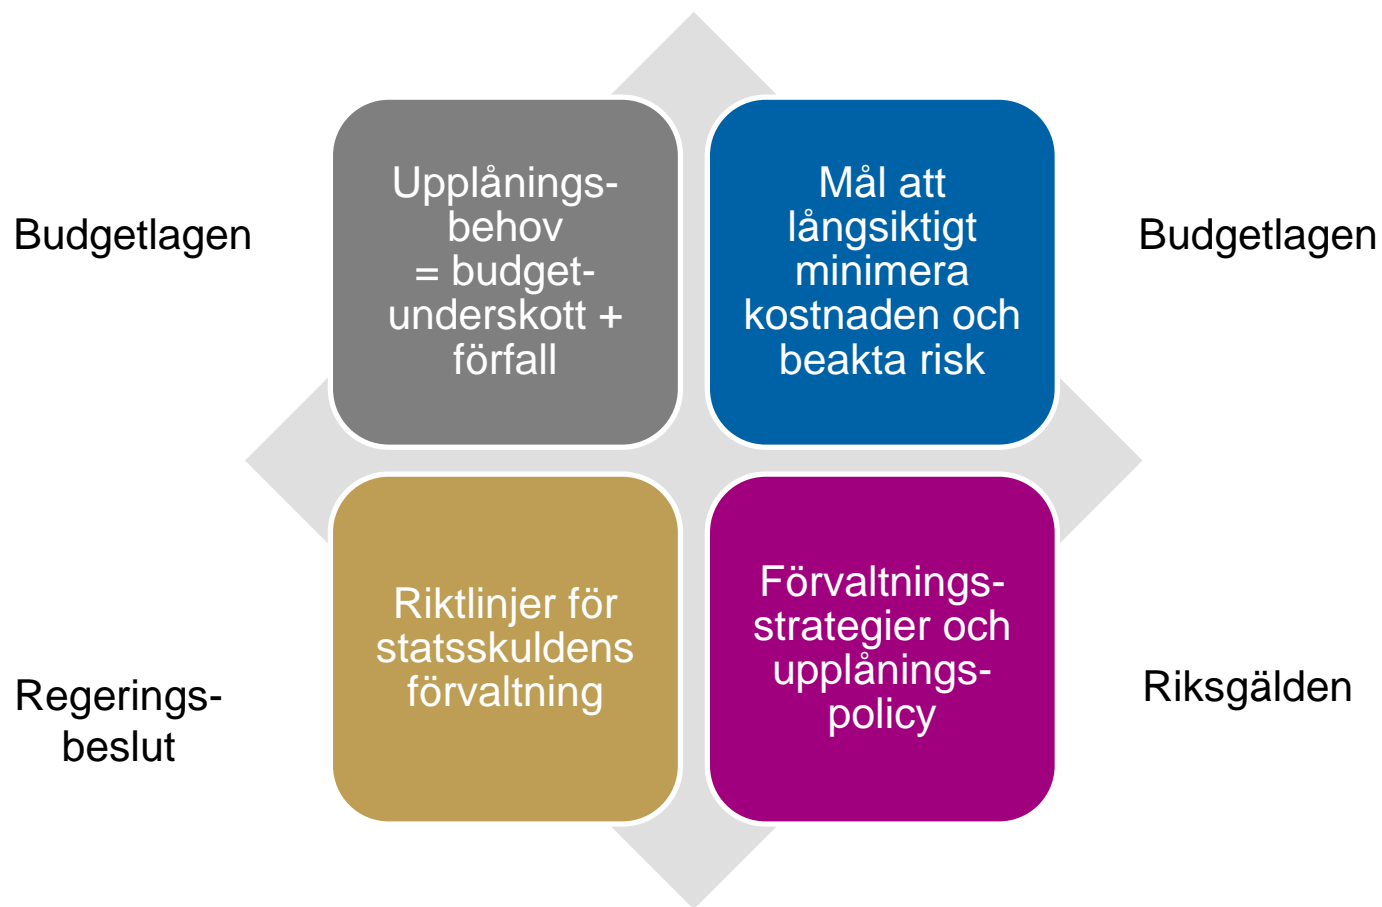 Budgetlagen
Upplånings-
behov
= budget-
underskott +
förfall
Mål att
långsiktigt
minimera
kostnaden och
beakta risk
Budgetlagen
Regerings-
beslut
Riktlinjer för
statsskuldens
förvaltning
Förvaltnings-
strategier och
upplånings-
policy
Riksgälden